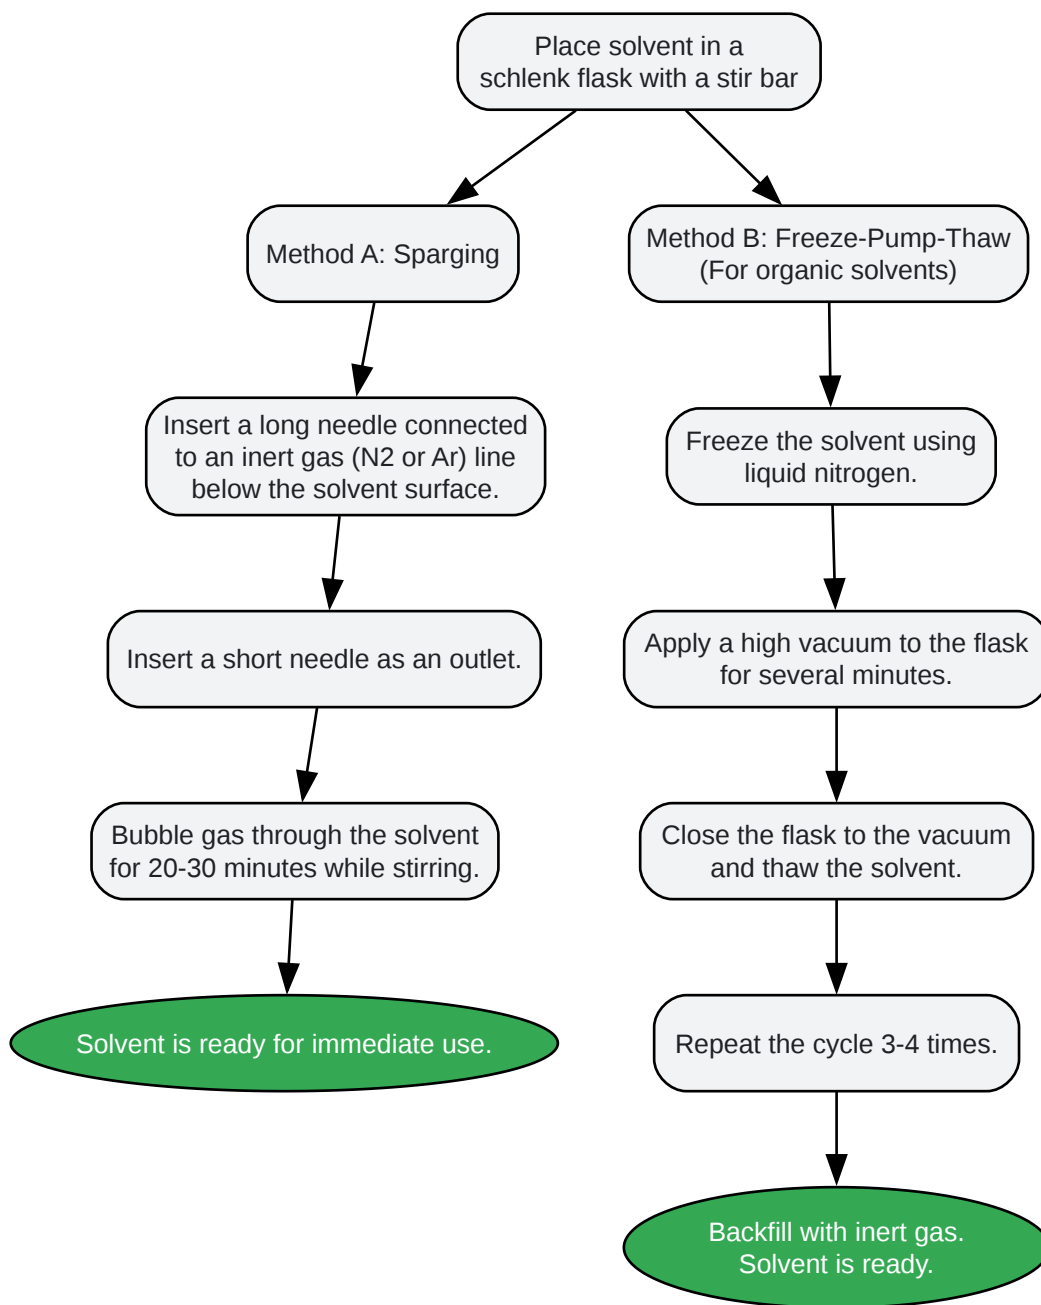 Place solvent in a
schlenk flask with a stir bar
Method A: Sparging
Method B: Freeze-Pump-Thaw
(For organic solvents)
Insert a long needle connected
to an inert gas (N2 or Ar) line
below the solvent surface.
Freeze the solvent using
liquid nitrogen.
Insert a short needle as an outlet.
Apply a high vacuum to the flask
for several minutes.
Bubble gas through the solvent
for 20-30 minutes while stirring.
Close the flask to the vacuum
and thaw the solvent.
Solvent is ready for immediate use.
Repeat the cycle 3-4 times.
Backfill with inert gas.
Solvent is ready.